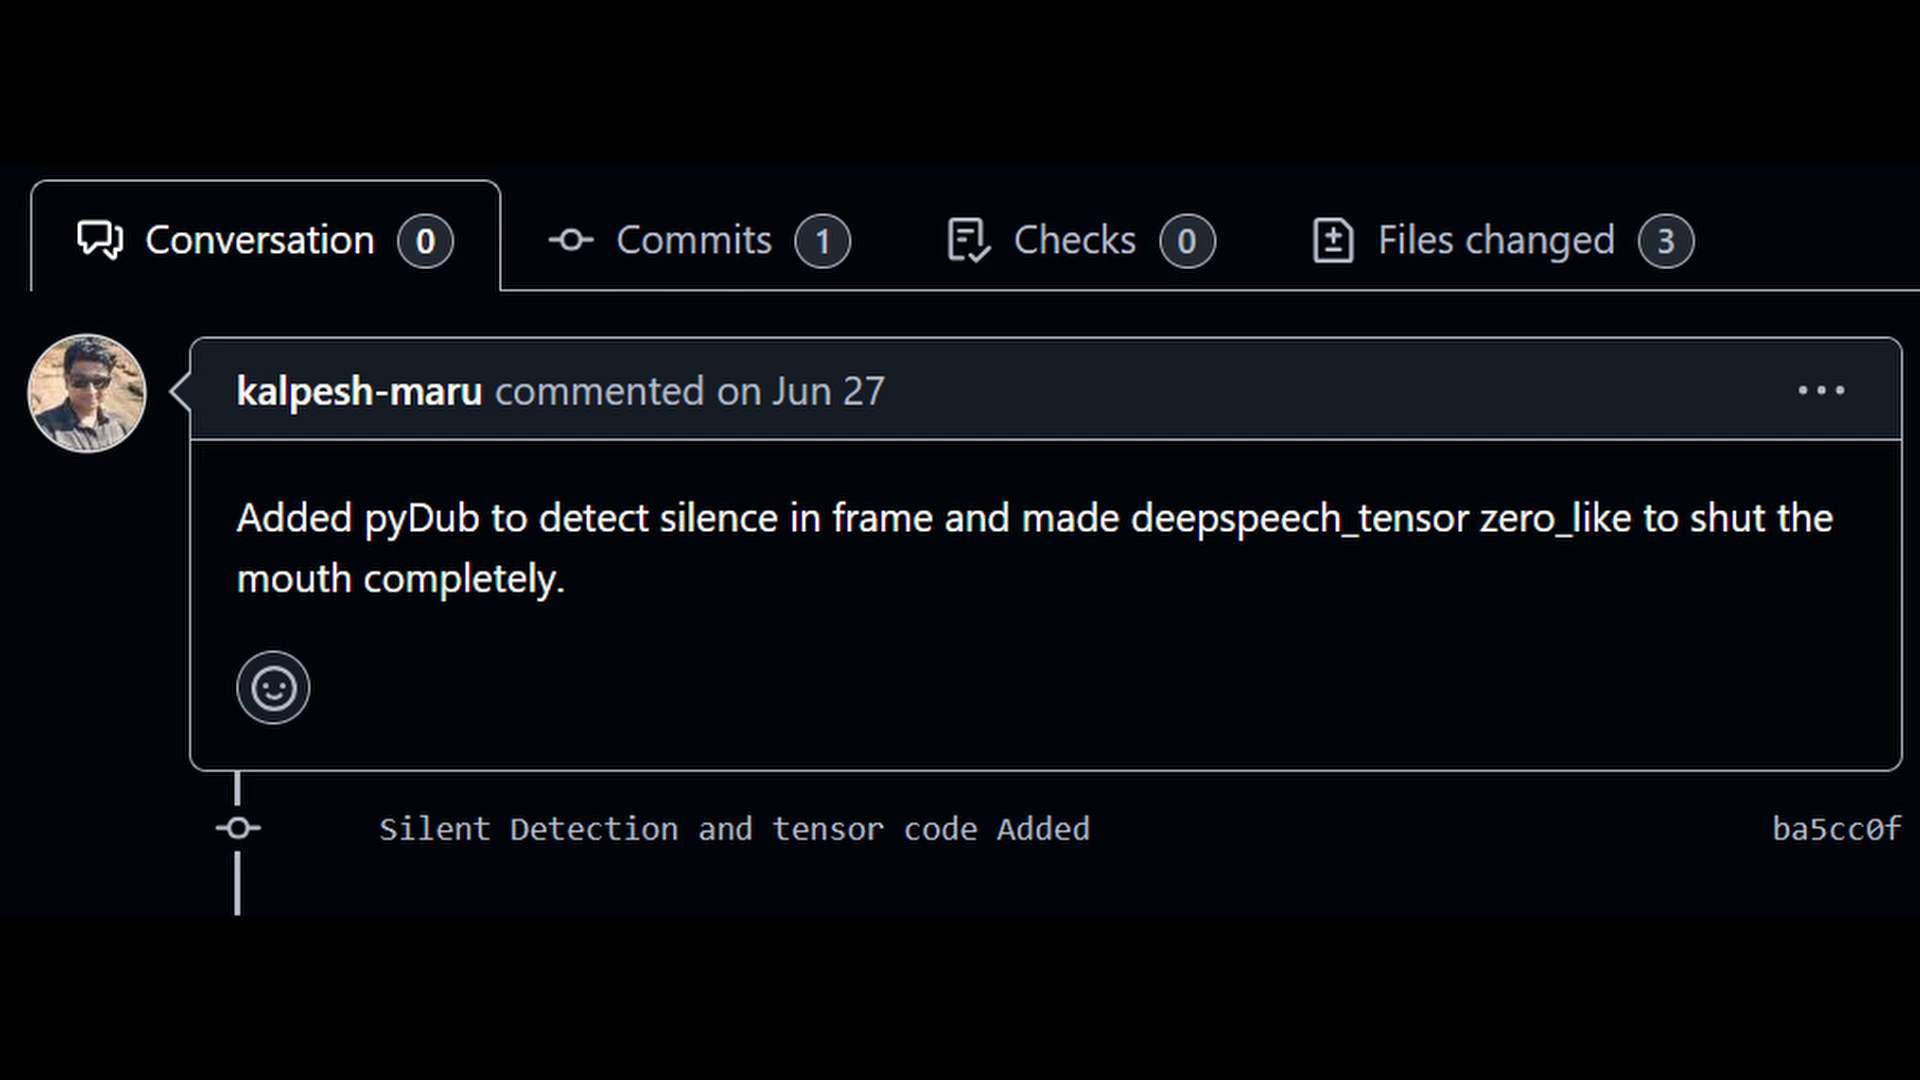 Conversation 0 Commits 1 Checks 0 Files changed 3
kalpesh-maru commented on Jun 27
Added pyDub to detect silence in frame and made deepspeech_tensor zero_like to shut the
mouth completely.
Silent Detection and tensor code Added ba5cc0f